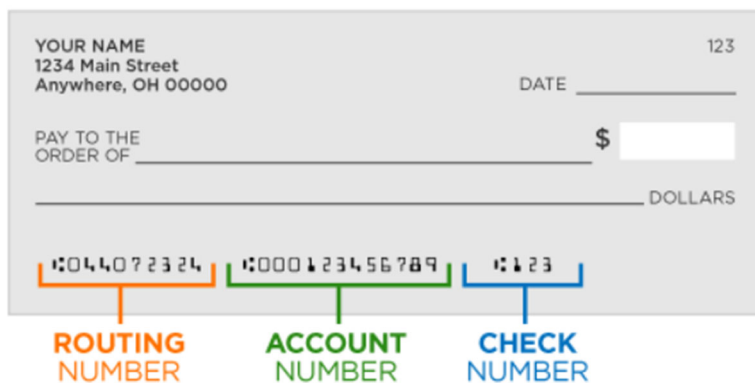 YOUR NAME 123
1234 Main Street
Anywhere, OH 00000
DATE
PAY TO THE
ORDER OF $
DOLLARS
⑆044072324 ⑆000123456789 ⑆123
ROUTING ACCOUNT CHECK
NUMBER NUMBER NUMBER